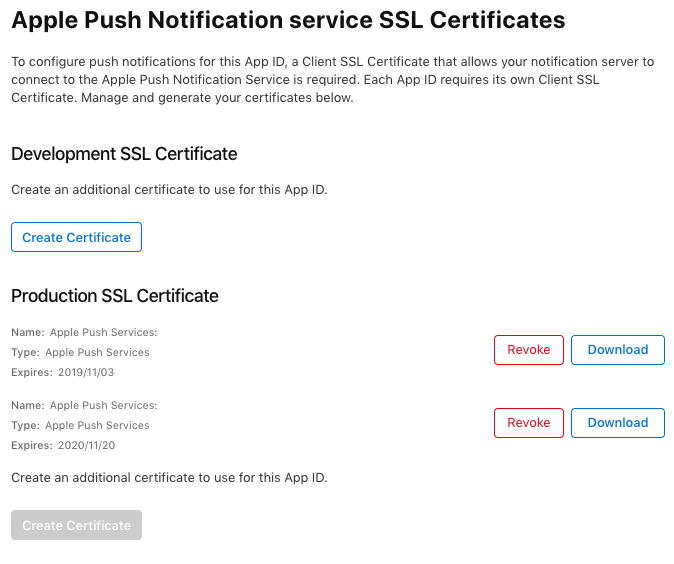 Apple Push Notification service SSL Certificates
To configure push notifications for this App ID, a Client SSL Certificate that allows your notification server to
connect to the Apple Push Notification Service is required. Each App ID requires its own Client SSL
Certificate. Manage and generate your certificates below.
Development SSL Certificate
Create an additional certificate to use for this App ID.
Create Certificate
Production SSL Certificate
Name: Apple Push Services:
Type: Apple Push Services
Expires: 2019/11/03
Revoke Download
Name: Apple Push Services:
Type: Apple Push Services
Expires: 2020/11/20
Revoke Download
Create an additional certificate to use for this App ID.
Create Certificate